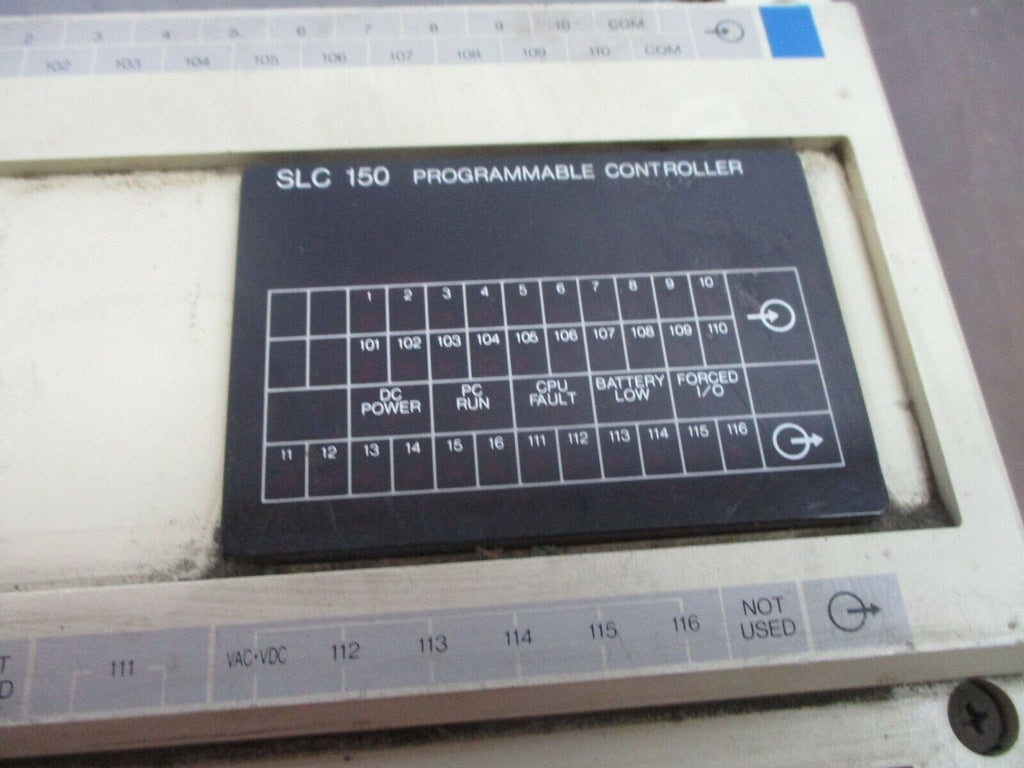 2 3 4 5 6 7 8 9 10 COM
102 103 104 105 106 107 108 109 110 COM
SLC 150 PROGRAMMABLE CONTROLLER
1 2 3 4 5 6 7 8 9 10
101 102 103 104 105 106 107 108 109 110
DC POWER PC RUN CPU FAULT BATTERY LOW FORCED I/O
11 12 13 14 15 16 111 112 113 114 115 116
111 VAC•VDC 112 113 114 115 116 NOT USED